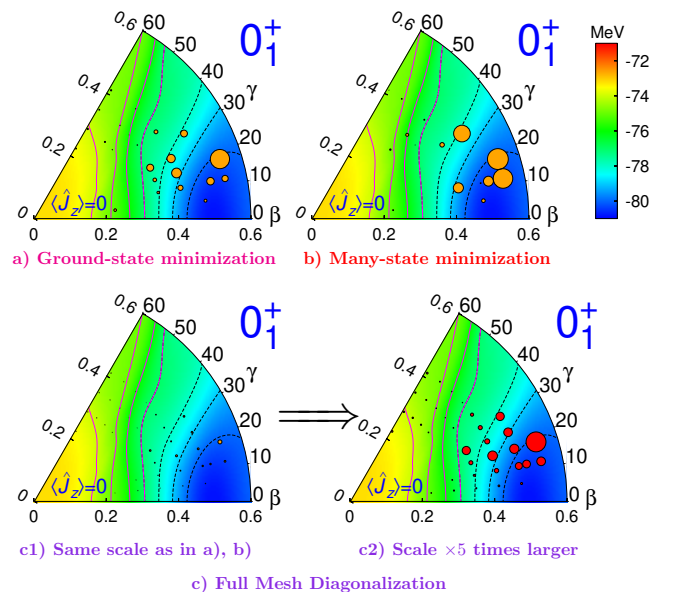 0.6 60 50 40 30 20 10 0 γ β
0.4
0.2
0
0 0.2 0.4 0.6
⟨Ĵz⟩=0
0₁⁺
a) Ground-state minimization
0.6 60 50 40 30 20 10 0 γ β
0.4
0.2
0
0 0.2 0.4 0.6
⟨Ĵz⟩=0
0₁⁺
b) Many-state minimization
MeV
-72
-74
-76
-78
-80
0.6 60 50 40 30 20 10 0 γ β
0.4
0.2
0
0 0.2 0.4 0.6
⟨Ĵz⟩=0
0₁⁺
c1) Same scale as in a), b)
0.6 60 50 40 30 20 10 0 γ β
0.4
0.2
0
0 0.2 0.4 0.6
⟨Ĵz⟩=0
0₁⁺
c2) Scale ×5 times larger
c) Full Mesh Diagonalization